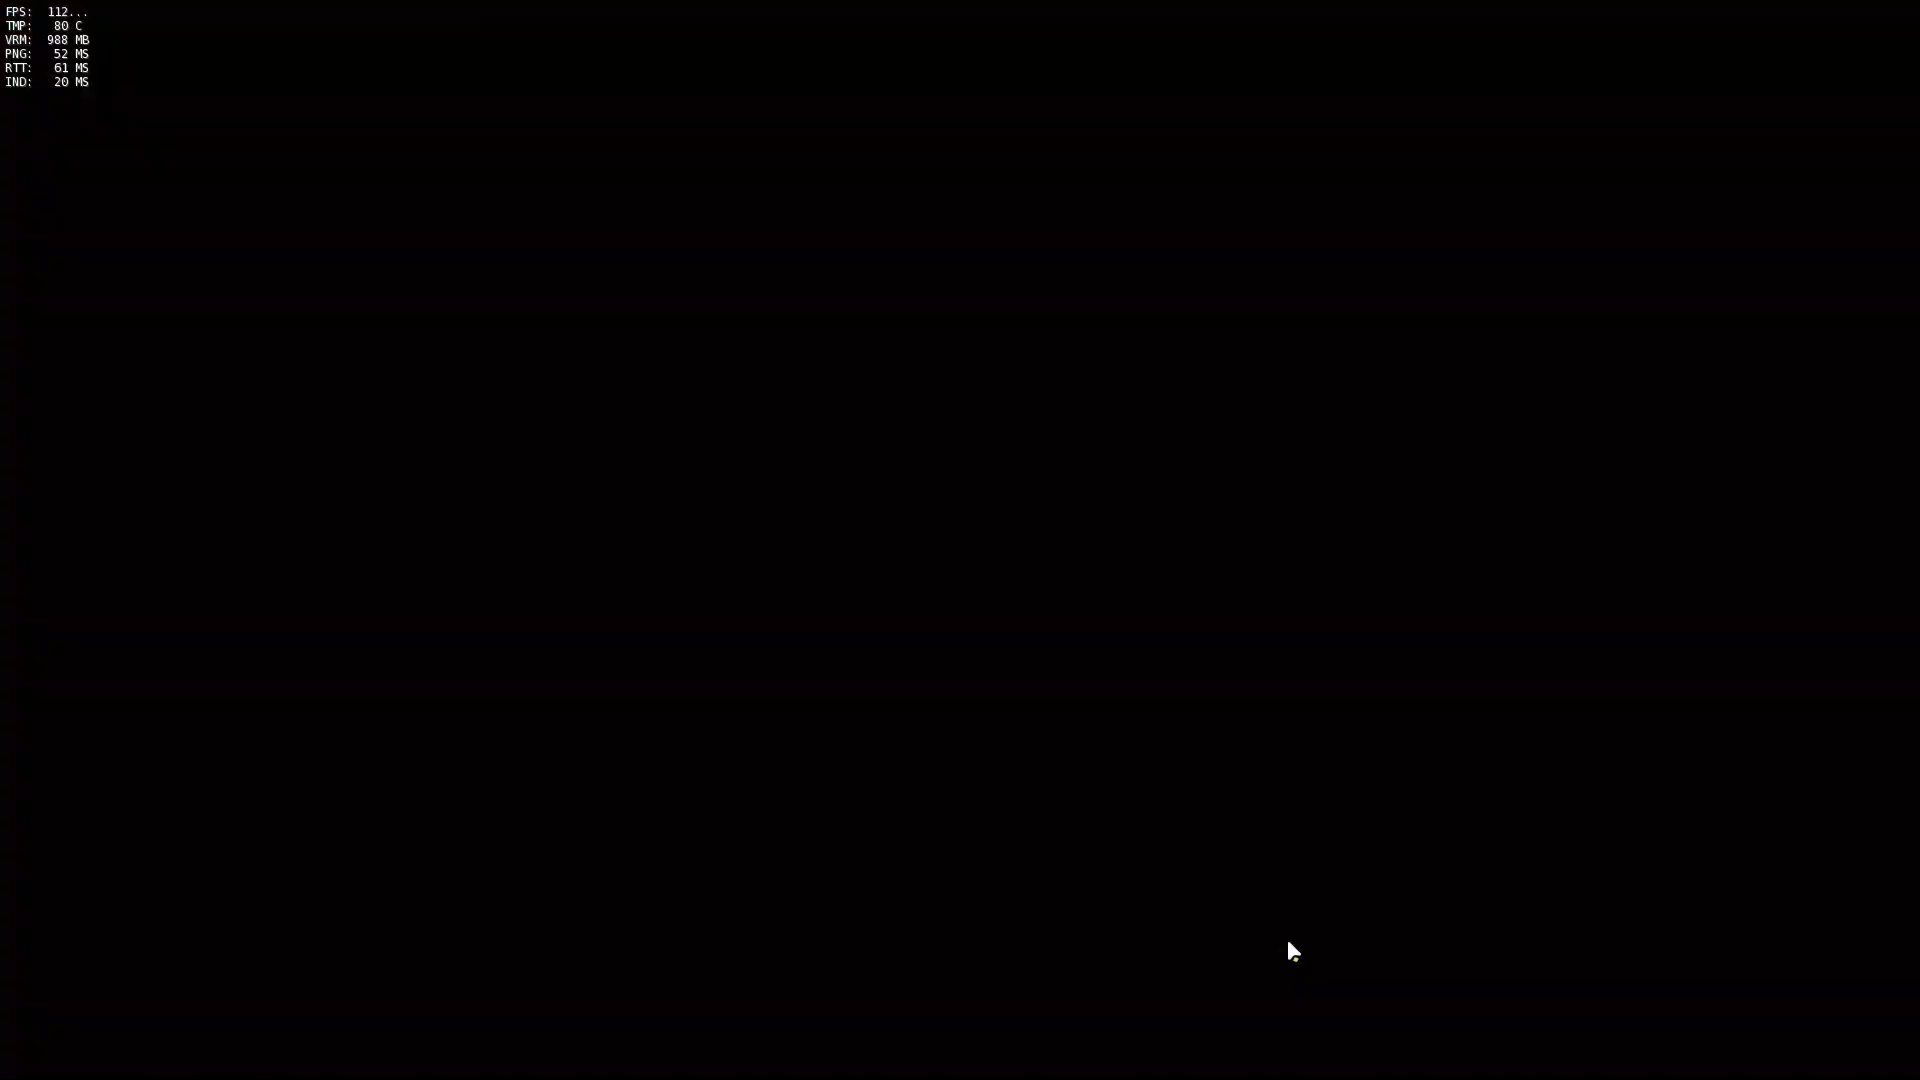 FPS: 112...
TMP: 80 C
VRM: 988 MB
PNG: 52 MS
RTT: 61 MS
IND: 20 MS